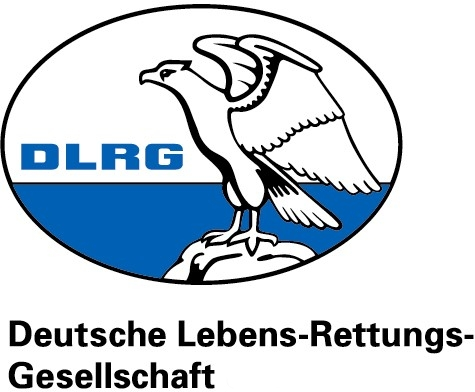 DLRG
Deutsche Lebens-Rettungs-
Gesellschaft